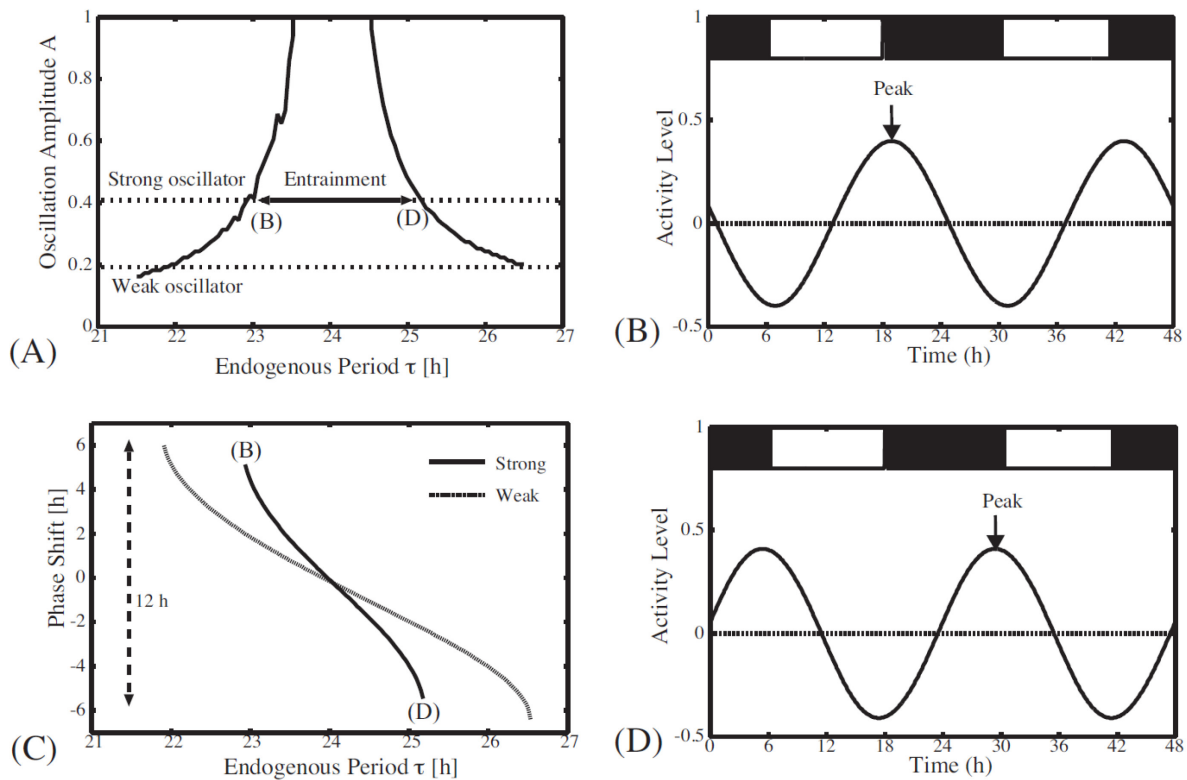 1
0.8
0.6
0.4
0.2
0
Oscillation Amplitude A
Strong oscillator
Entrainment
(B)
(D)
Weak oscillator
21 22 23 24 25 26 27
Endogenous Period τ [h]
(A)
1
0.5
0
-0.5
Activity Level
Peak
0 6 12 18 24 30 36 42 48
Time (h)
(B)
6
4
2
0
-2
-4
-6
Phase Shift [h]
12 h
(B)
(D)
Strong
Weak
21 22 23 24 25 26 27
Endogenous Period τ [h]
(C)
1
0.5
0
-0.5
Activity Level
Peak
0 6 12 18 24 30 36 42 48
Time (h)
(D)